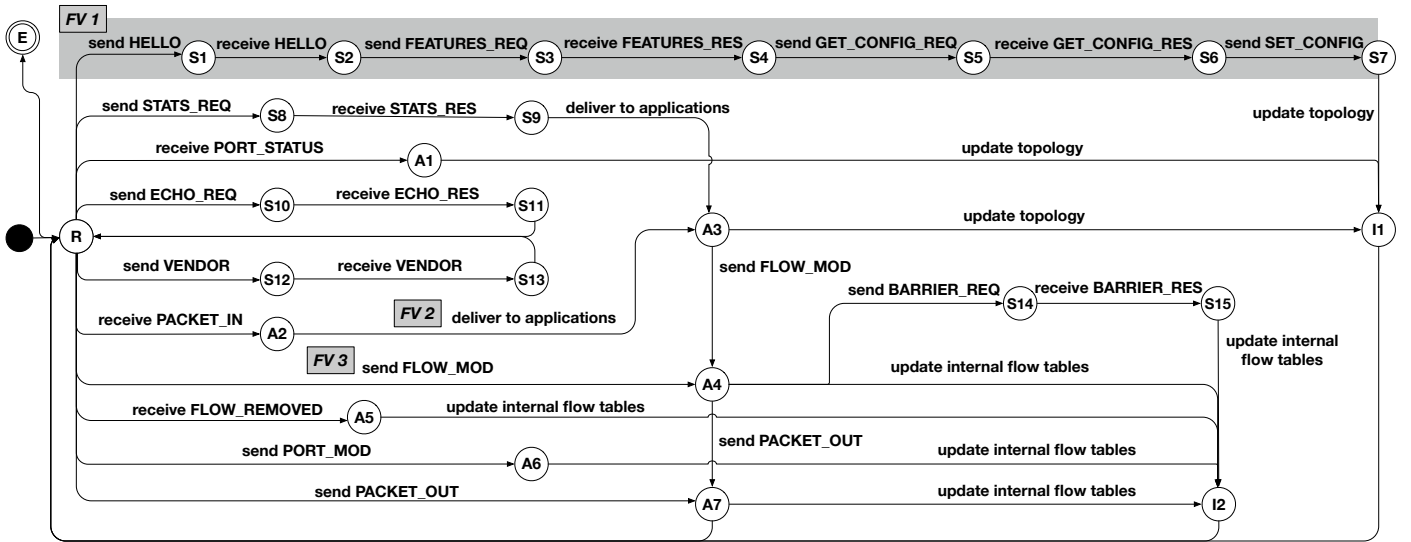 FV 1
E
send HELLO
S1
receive HELLO
S2
send FEATURES_REQ
S3
receive FEATURES_RES
S4
send GET_CONFIG_REQ
S5
receive GET_CONFIG_RES
S6
send SET_CONFIG
S7
send STATS_REQ
S8
receive STATS_RES
S9
deliver to applications
update topology
receive PORT_STATUS
A1
update topology
send ECHO_REQ
S10
receive ECHO_RES
S11
R
A3
update topology
I1
send VENDOR
S12
receive VENDOR
S13
send FLOW_MOD
send BARRIER_REQ
S14
receive BARRIER_RES
S15
receive PACKET_IN
A2
FV 2
deliver to applications
update internal
flow tables
FV 3
send FLOW_MOD
A4
update internal flow tables
receive FLOW_REMOVED
A5
update internal flow tables
send PACKET_OUT
send PORT_MOD
A6
update internal flow tables
send PACKET_OUT
A7
update internal flow tables
I2